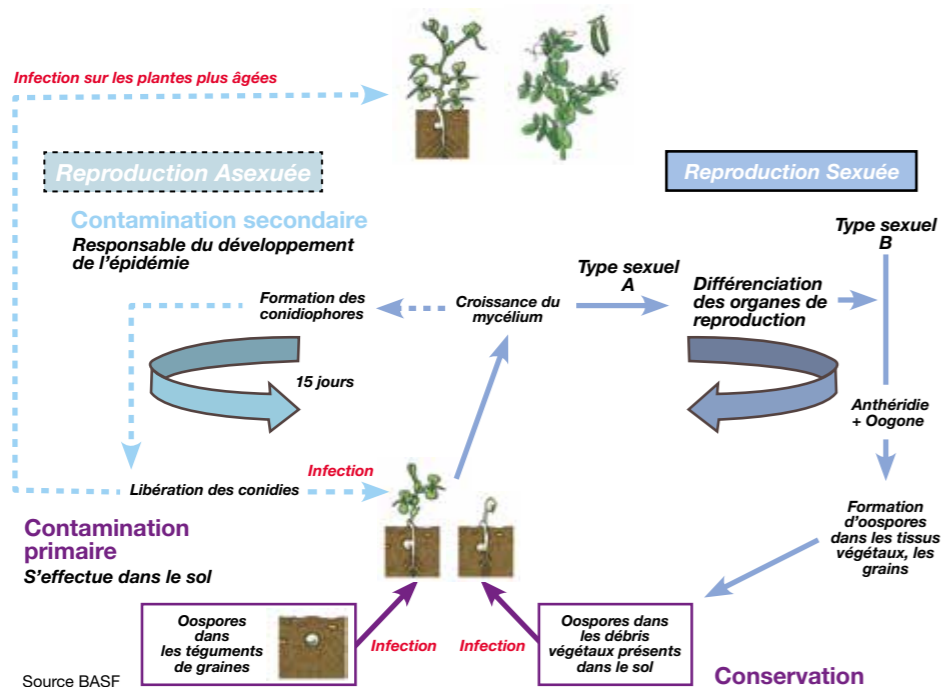 Infection sur les plantes plus âgées
Reproduction Asexuée
Reproduction Sexuée
Contamination secondaire
Responsable du développement
de l'épidémie
Type sexuel
B
Type sexuel
A
Formation des
conidiophores
Croissance du
mycélium
Différenciation
des organes de
reproduction
15 jours
Anthéridie
+ Oogone
Libération des conidies
Infection
Formation
d'oospores
dans les tissus
végétaux, les
grains
Contamination
primaire
S'effectue dans le sol
Oospores
dans
les téguments
de graines
Infection
Infection
Oospores dans
les débris
végétaux présents
dans le sol
Conservation
Source BASF